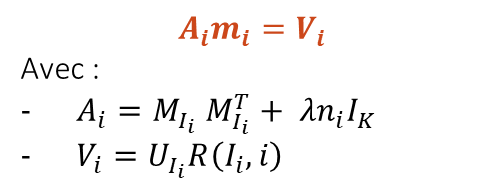 A_i m_i = V_i
Avec :
- A_i = M_{I_i} M_{I_i}^T + λn_i I_K
- V_i = U_{I_i} R(I_i, i)